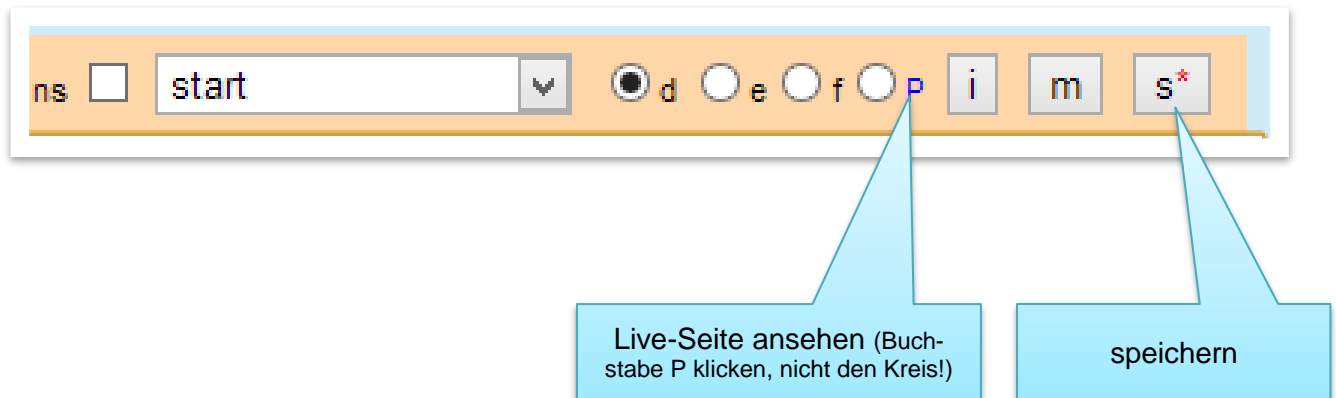 ns start d e f P i m s*
Live-Seite ansehen (Buch-
stabe P klicken, nicht den Kreis!)
speichern